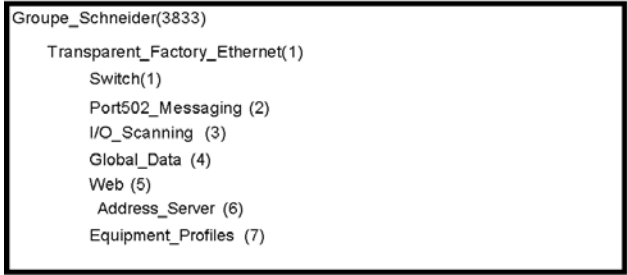 Groupe_Schneider(3833)
Transparent_Factory_Ethernet(1)
Switch(1)
Port502_Messaging (2)
I/O_Scanning (3)
Global_Data (4)
Web (5)
Address_Server (6)
Equipment_Profiles (7)